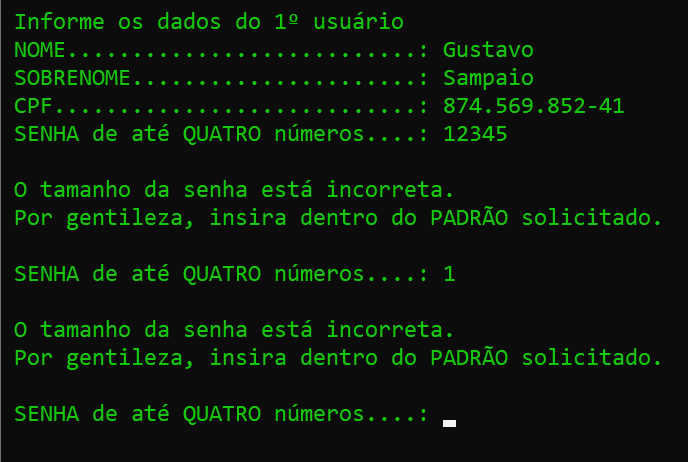 Informe os dados do 1º usuário
NOME...........................: Gustavo
SOBRENOME......................: Sampaio
CPF............................: 874.569.852-41
SENHA de até QUATRO números....: 12345
O tamanho da senha está incorreta.
Por gentileza, insira dentro do PADRÃO solicitado.
SENHA de até QUATRO números....: 1
O tamanho da senha está incorreta.
Por gentileza, insira dentro do PADRÃO solicitado.
SENHA de até QUATRO números....: